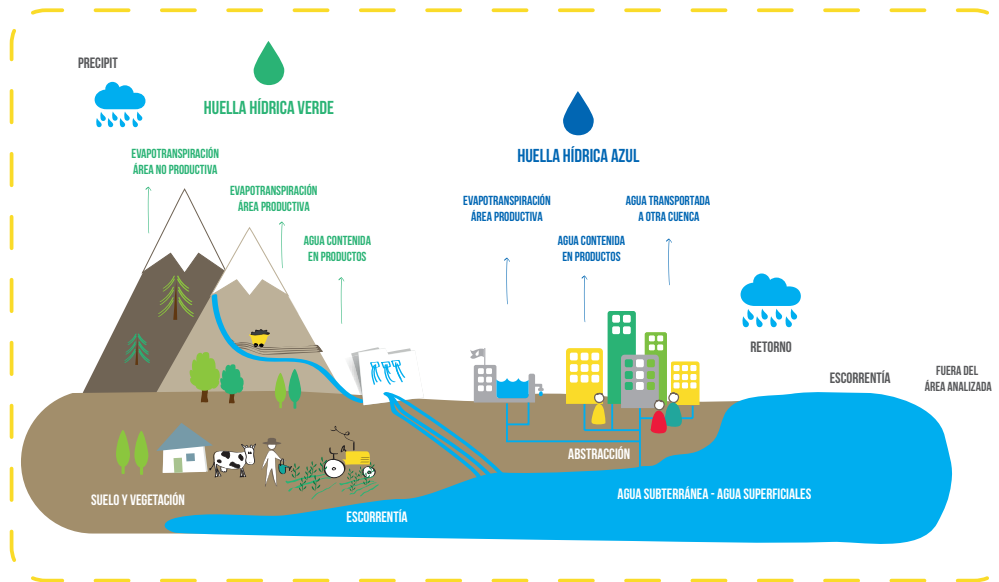 PRECIPIT
HUELLA HÍDRICA VERDE
HUELLA HÍDRICA AZUL
EVAPOTRANSPIRACIÓN
ÁREA NO PRODUCTIVA
EVAPOTRANSPIRACIÓN
ÁREA PRODUCTIVA
AGUA CONTENIDA
EN PRODUCTOS
EVAPOTRANSPIRACIÓN
ÁREA PRODUCTIVA
AGUA CONTENIDA
EN PRODUCTOS
AGUA TRANSPORTADA
A OTRA CUENCA
RETORNO
ESCORRENTÍA
FUERA DEL
ÁREA ANALIZADA
ABSTRACCIÓN
SUELO Y VEGETACIÓN
ESCORRENTÍA
AGUA SUBTERRÁNEA - AGUA SUPERFICIALES